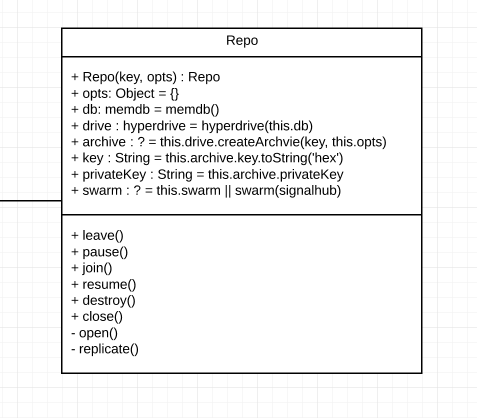 Repo
+ Repo(key, opts) : Repo
+ opts: Object = {}
+ db: memdb = memdb()
+ drive : hyperdrive = hyperdrive(this.db)
+ archive : ? = this.drive.createArchvie(key, this.opts)
+ key : String = this.archive.key.toString('hex')
+ privateKey : String = this.archive.privateKey
+ swarm : ? = this.swarm || swarm(signalhub)
+ leave()
+ pause()
+ join()
+ resume()
+ destroy()
+ close()
- open()
- replicate()